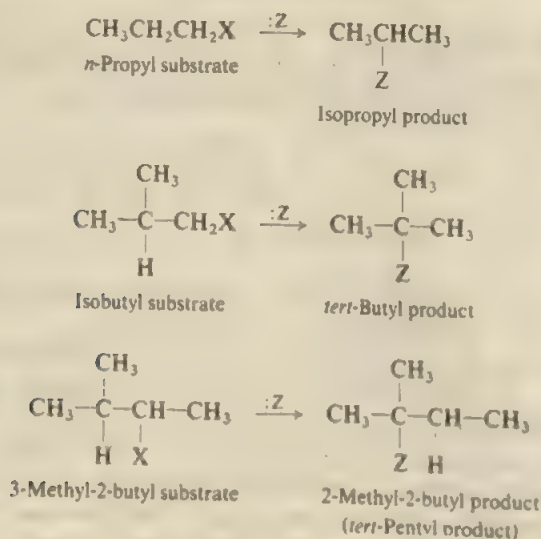 CH₃CH₂CH₂X :Z→ CH₃CHCH₃
n-Propyl substrate
Z
Isopropyl product
CH₃ CH₃
CH₃—C—CH₂X :Z→ CH₃—C—CH₃
H Z
Isobutyl substrate tert-Butyl product
CH₃ CH₃
CH₃—C—CH—CH₃ :Z→ CH₃—C—CH—CH₃
H X Z H
3-Methyl-2-butyl substrate 2-Methyl-2-butyl product
(tert-Pentyl product)